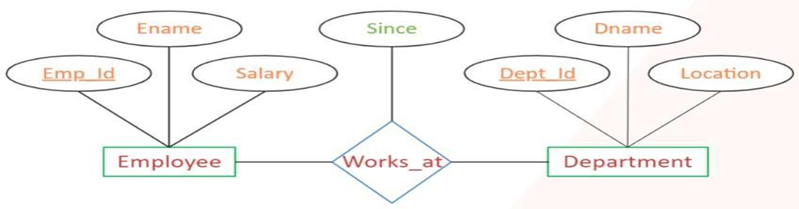 Ename
Since
Dname
Emp_Id
Salary
Dept_Id
Location
Employee
Works_at
Department